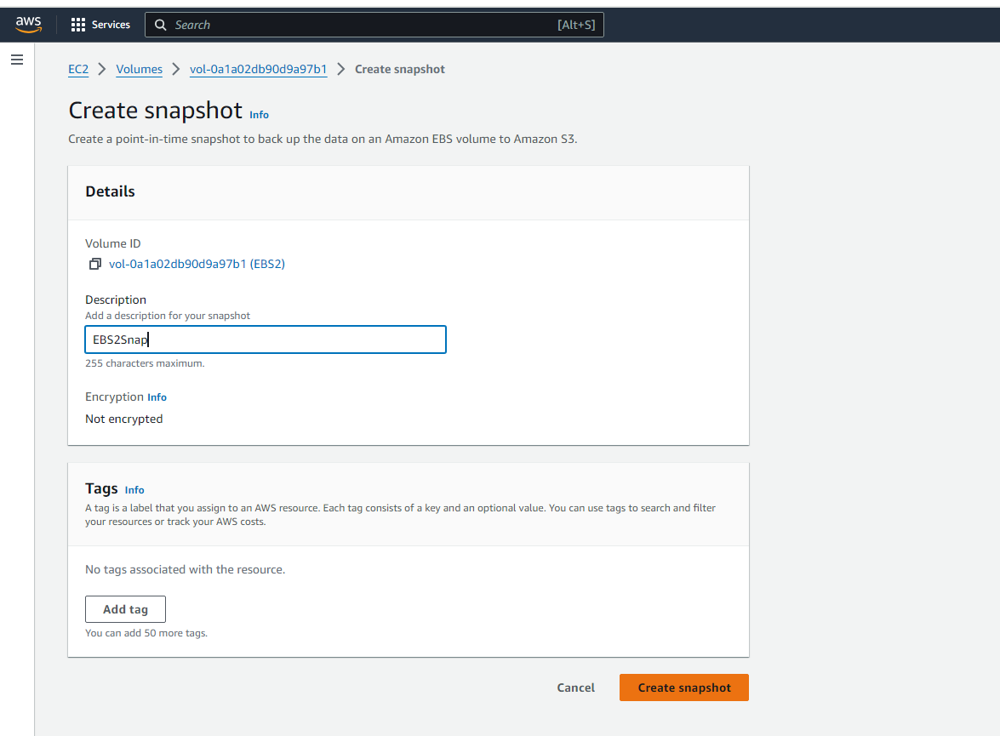 aws Services Search [Alt+S]
EC2 Volumes vol-0a1a02db90d9a97b1 Create snapshot
Create snapshot Info
Create a point-in-time snapshot to back up the data on an Amazon EBS volume to Amazon S3.
Details
Volume ID
vol-0a1a02db90d9a97b1 (EBS2)
Description
Add a description for your snapshot
EBS2Snap
255 characters maximum.
Encryption Info
Not encrypted
Tags Info
A tag is a label that you assign to an AWS resource. Each tag consists of a key and an optional value. You can use tags to search and filter
your resources or track your AWS costs.
No tags associated with the resource.
Add tag
You can add 50 more tags.
Cancel Create snapshot